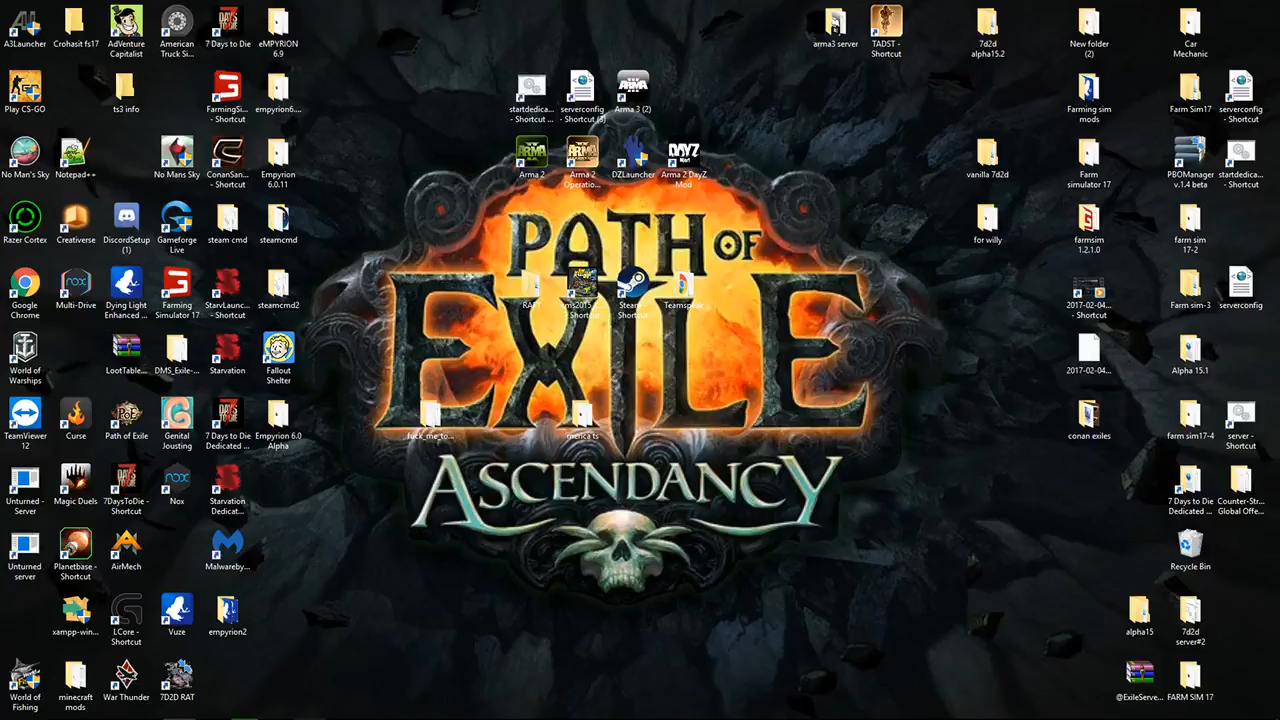 A3Launcher
Crohasit fs17
AdVenture
Capitalist
American
Truck Si...
7 Days to Die
eMPYRION
6.9
arma3 server
TADST -
Shortcut
7d2d
alpha15.2
New folder
(2)
Car
Mechanic
Play CS-GO
ts3 info
FarmingSi...
- Shortcut
empyrion6...
startdedica...
- Shortcut ...
serverconfig
- Shortcut (3)
Arma 3 (2)
Farming sim
mods
Farm Sim17
serverconfig
- Shortcut
No Man's Sky
Notepad++
No Mans Sky
ConanSan...
- Shortcut
Empyrion
6.0.11
Arma 2
Arma 2
Operatio...
DZLauncher
Arma 2 DayZ
Mod
vanilla 7d2d
Farm
simulator 17
PBOManager
v.1.4 beta
startdedica...
- Shortcut
Razer Cortex
Creativerse
DiscordSetup
(1)
Gameforge
Live
steam cmd
steamcmd
for willy
farmsim
1.2.1.0
farm sim
17-2
PATH OF
EXILE
ASCENDANCY
Google
Chrome
Multi-Drive
Dying Light
Enhanced ...
Farming
Simulator 17
StarvLaunc...
- Shortcut
steamcmd2
RAFT
Steam -
Shortcut
2017-02-04...
- Shortcut
Farm sim-3
serverconfig
World of
Warships
LootTable...
DMS_Exile-...
Starvation
Fallout
Shelter
2017-02-04...
Alpha 15.1
TeamViewer
12
Curse
Path of Exile
Genital
Jousting
7 Days to Die
Dedicated ...
Empyrion 6.0
Alpha
fuck_me_to...
merica ts
conan exiles
farm sim17-4
server -
Shortcut
Unturned -
Server
Magic Duels
7DaysToDie -
Shortcut
Nox
Starvation
Dedicat...
7 Days to Die
Dedicated ...
Counter-Str...
Global Offe...
Unturned
server
Planetbase -
Shortcut
AirMech
Malwareby...
Recycle Bin
xampp-win...
LCore -
Shortcut
Vuze
empyrion2
alpha15
7d2d
server#2
World of
Fishing
minecraft
mods
War Thunder
7D2D RAT
@ExileServe...
FARM SIM 17